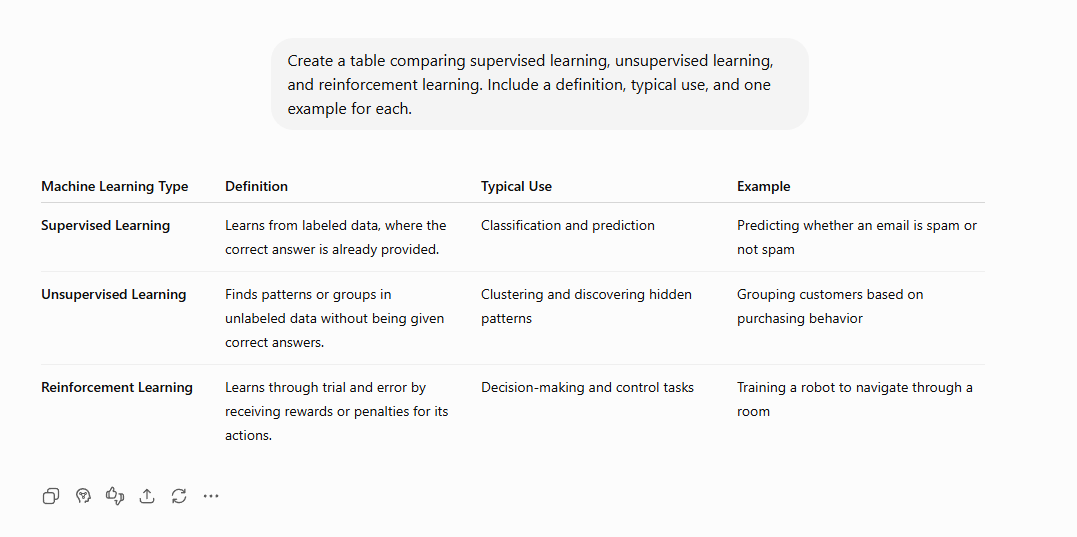 Create a table comparing supervised learning, unsupervised learning,
and reinforcement learning. Include a definition, typical use, and one
example for each.
Machine Learning Type Definition Typical Use Example
Supervised Learning Learns from labeled data, where the Classification and prediction Predicting whether an email is spam or
correct answer is already provided. not spam
Unsupervised Learning Finds patterns or groups in Clustering and discovering hidden Grouping customers based on
unlabeled data without being given patterns purchasing behavior
correct answers.
Reinforcement Learning Learns through trial and error by Decision-making and control tasks Training a robot to navigate through a
receiving rewards or penalties for its room
actions.